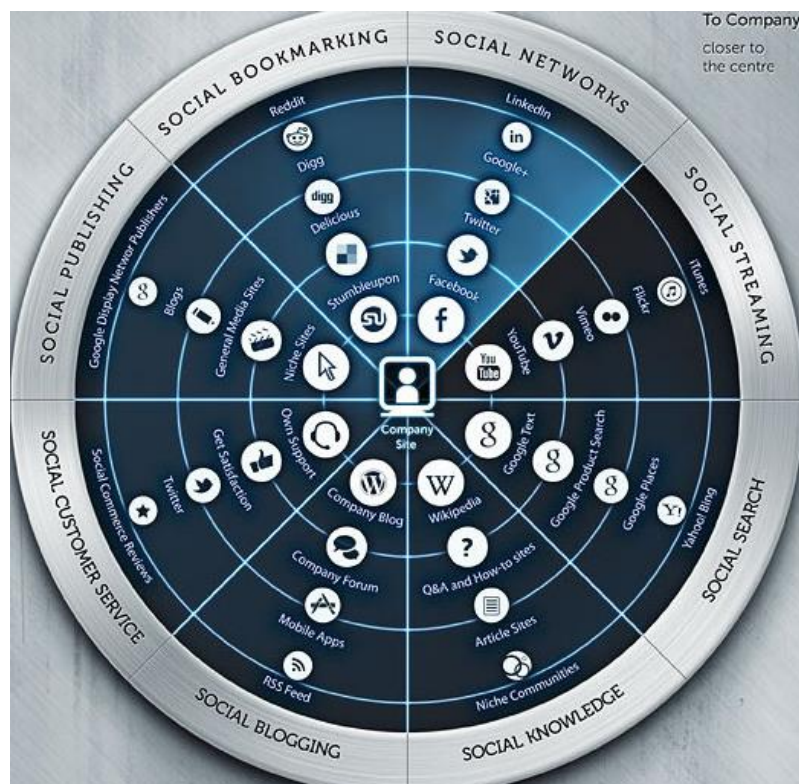 To Company
closer to
the centre
SOCIAL NETWORKS
LinkedIn
Google+
Twitter
Facebook
SOCIAL STREAMING
iTunes
Flickr
Vimeo
YouTube
SOCIAL SEARCH
Yahoo! Bing
Google Places
Google Product Search
Google Text
SOCIAL KNOWLEDGE
Wikipedia
Q&A and How-to sites
Article Sites
Niche Communities
SOCIAL BLOGGING
Company Blog
Company Forum
Mobile Apps
RSS Feed
SOCIAL CUSTOMER SERVICE
Own Support
Get Satisfaction
Twitter
Social Commerce Reviews
SOCIAL PUBLISHING
Google Display Networ Publishers
Blogs
General Media Sites
Niche Sites
SOCIAL BOOKMARKING
Reddit
Digg
Delicious
Stumbleupon
Company
Site
in
digg
f
You
Tube
g
g
g
g
Y!
W
W
?